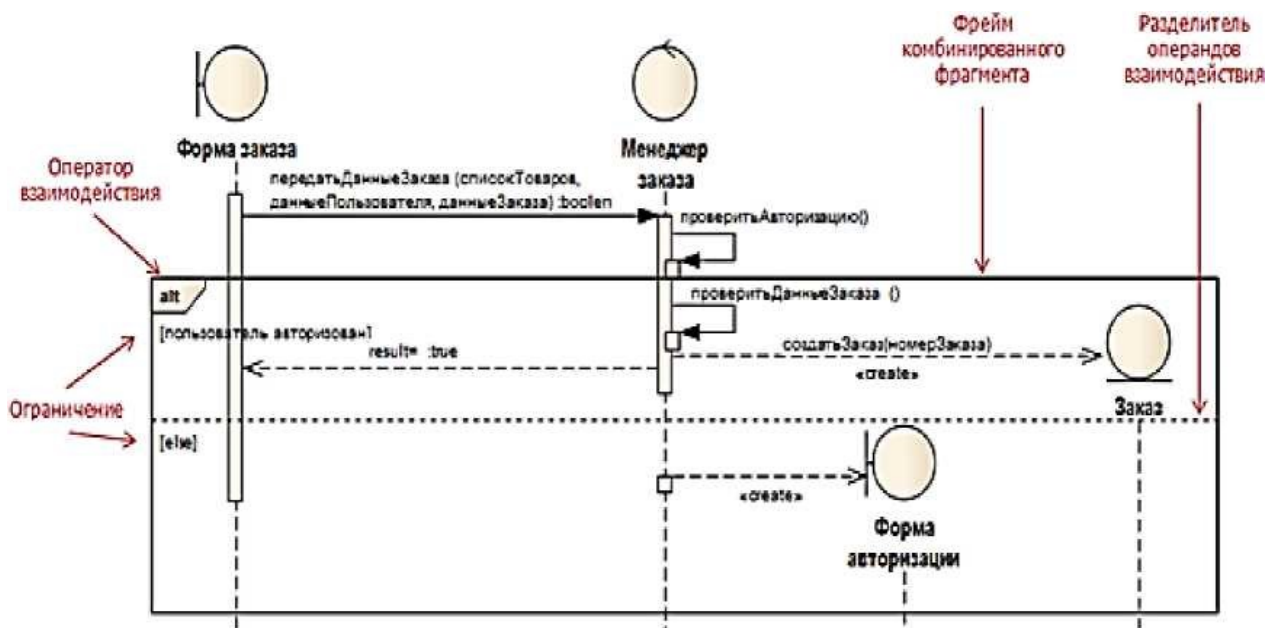 Фрейм
комбинированного
фрагмента
Разделитель
операндов
взаимодействия
Форма заказа
Менеджер
заказа
Оператор
взаимодействия
передатьДанныеЗаказа (списокТоваров,
данныеПользователя, данныеЗаказа) :boolen
проверитьАвторизацию()
alt
проверитьДанныеЗаказа ()
[пользователь авторизован]
result= :true
создатьЗаказ(номерЗаказа)
«create»
Ограничение
Заказ
[else]
«create»
Форма
авторизации